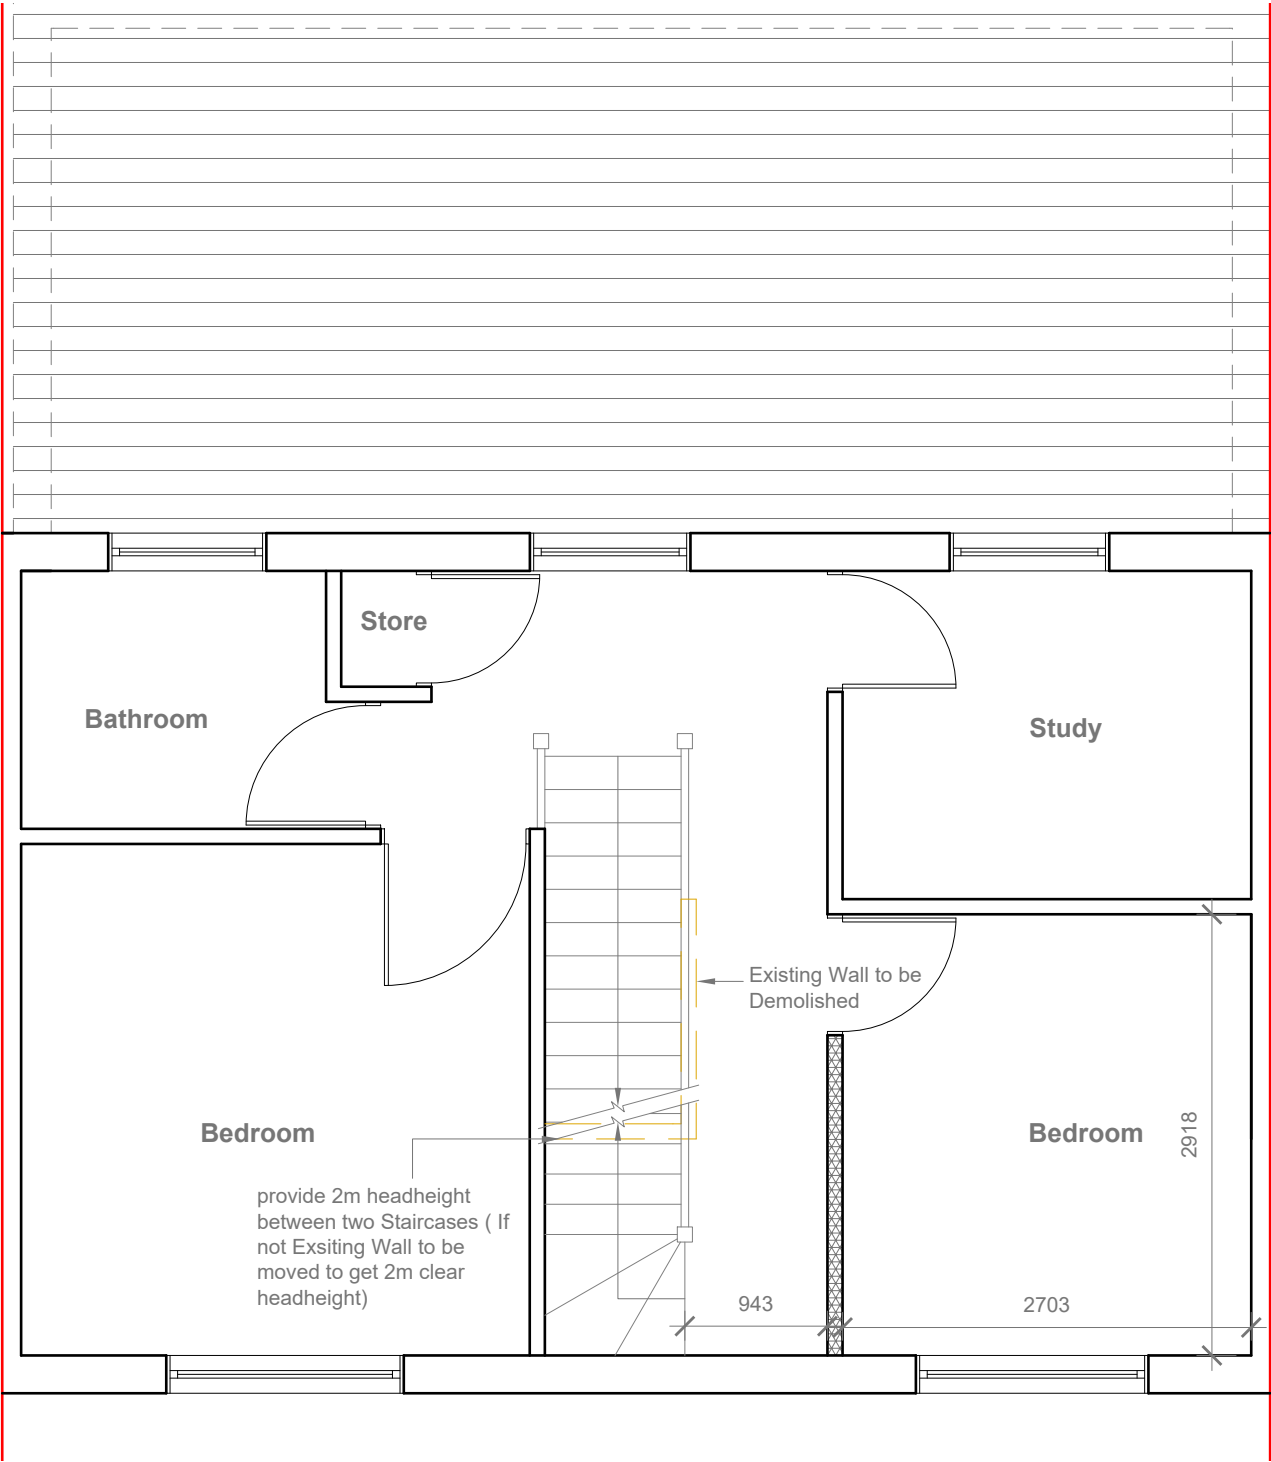 Store
Bathroom
Study
Existing Wall to be
Demolished
Bedroom
Bedroom
2918
provide 2m headheight
between two Staircases ( If
not Exsiting Wall to be
moved to get 2m clear
headheight)
943
2703